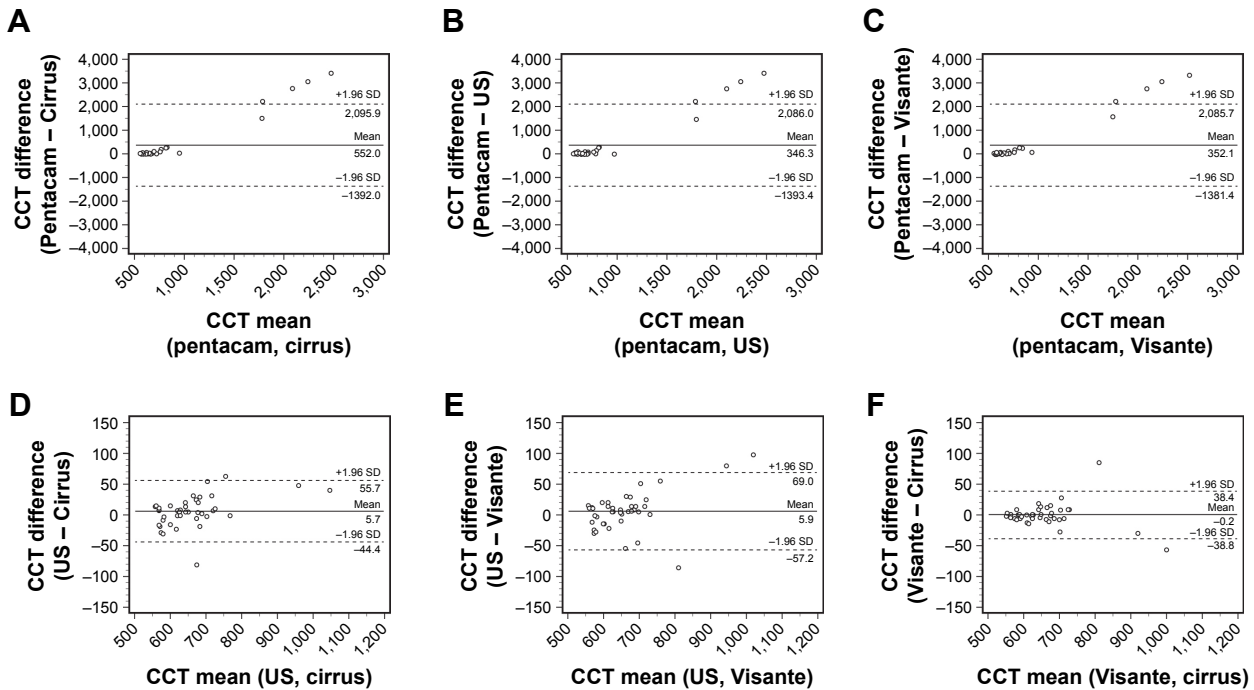 A
CCT difference
(Pentacam – Cirrus)
4,000
3,000
2,000
1,000
0
–1,000
–2,000
–3,000
–4,000
+1.96 SD
2,095.9
Mean
552.0
–1.96 SD
–1392.0
500
1,000
1,500
2,000
2,500
3,000
CCT mean
(pentacam, cirrus)
B
CCT difference
(Pentacam – US)
4,000
3,000
2,000
1,000
0
–1,000
–2,000
–3,000
–4,000
+1.96 SD
2,086.0
Mean
346.3
–1.96 SD
–1393.4
500
1,000
1,500
2,000
2,500
3,000
CCT mean
(pentacam, US)
C
CCT difference
(Pentacam – Visante)
4,000
3,000
2,000
1,000
0
–1,000
–2,000
–3,000
–4,000
+1.96 SD
2,085.7
Mean
352.1
–1.96 SD
–1381.4
500
1,000
1,500
2,000
2,500
3,000
CCT mean
(pentacam, Visante)
D
CCT difference
(US – Cirrus)
150
100
50
0
–50
–100
–150
+1.96 SD
55.7
Mean
5.7
–1.96 SD
–44.4
500
600
700
800
900
1,000
1,100
1,200
CCT mean (US, cirrus)
E
CCT difference
(US – Visante)
150
100
50
0
–50
–100
–150
+1.96 SD
69.0
Mean
5.9
–1.96 SD
–57.2
500
600
700
800
900
1,000
1,100
1,200
CCT mean (US, Visante)
F
CCT difference
(Visante – Cirrus)
150
100
50
0
–50
–100
–150
+1.96 SD
38.4
Mean
–0.2
–1.96 SD
–38.8
500
600
700
800
900
1,000
1,100
1,200
CCT mean (Visante, cirrus)